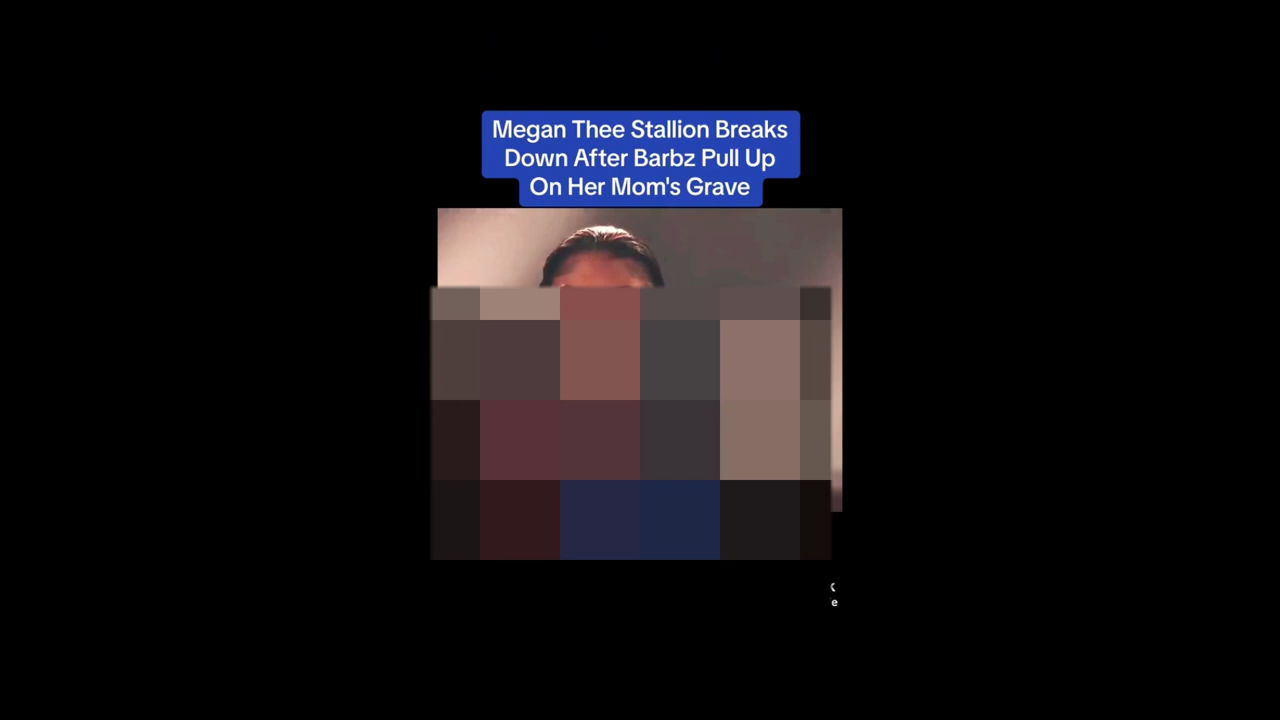 Megan Thee Stallion Breaks
Down After Barbz Pull Up
On Her Mom's Grave